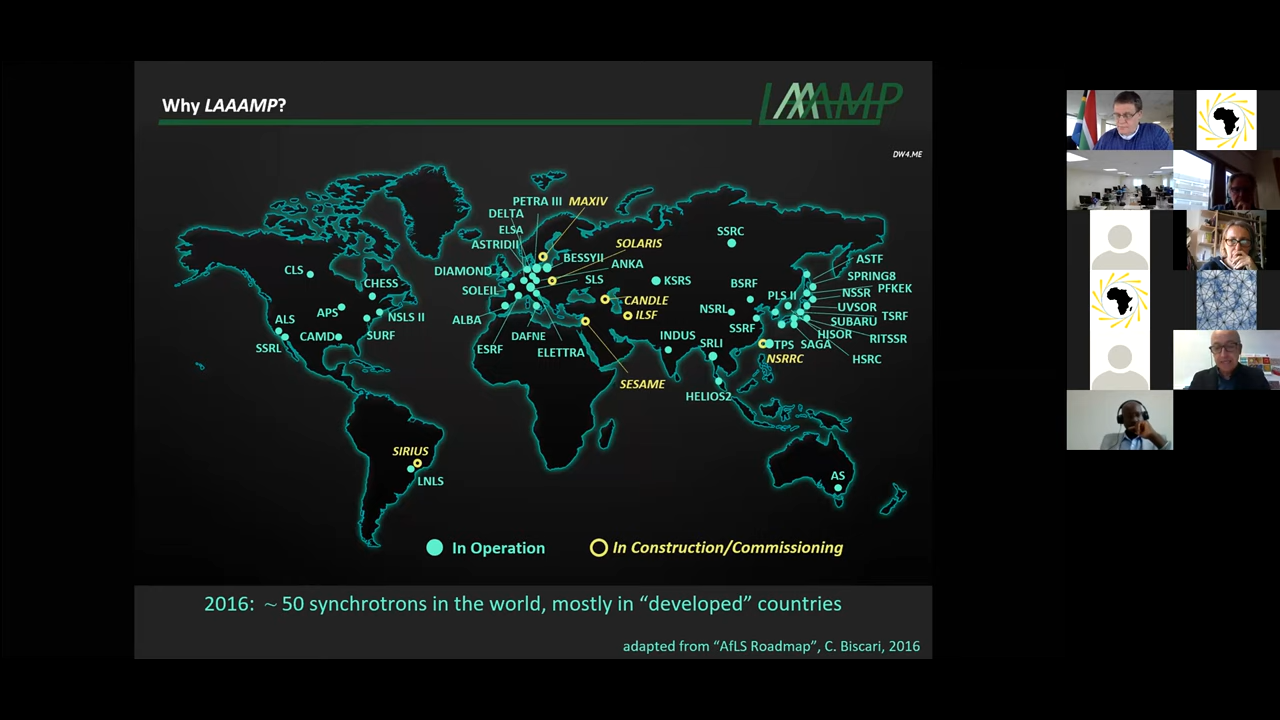 Why LAAAMP?
LAAAMP
DW4.ME
PETRA III
MAXIV
DELTA
ELSA
ASTRIDII
SOLARIS
SSRC
BESSYII
ANKA
ASTF
DIAMOND
CLS
SLS
KSRS
SPRING8
CHESS
BSRF
PFKEK
SOLEIL
PLS II
NSSR
CANDLE
UVSOR
APS
NSLS II
ILSF
NSRL
TSRF
ALS
ALBA
SUBARU
SSRF
HISOR
CAMD
SURF
DAFNE
INDUS
RITSSR
SSRL
ESRF
ELETTRA
SRLI
TPS
SAGA
NSRRC
HSRC
SESAME
HELIOS2
SIRIUS
LNLS
AS
In Operation
In Construction/Commissioning
2016: ~ 50 synchrotrons in the world, mostly in “developed” countries
adapted from “AfLS Roadmap”, C. Biscari, 2016